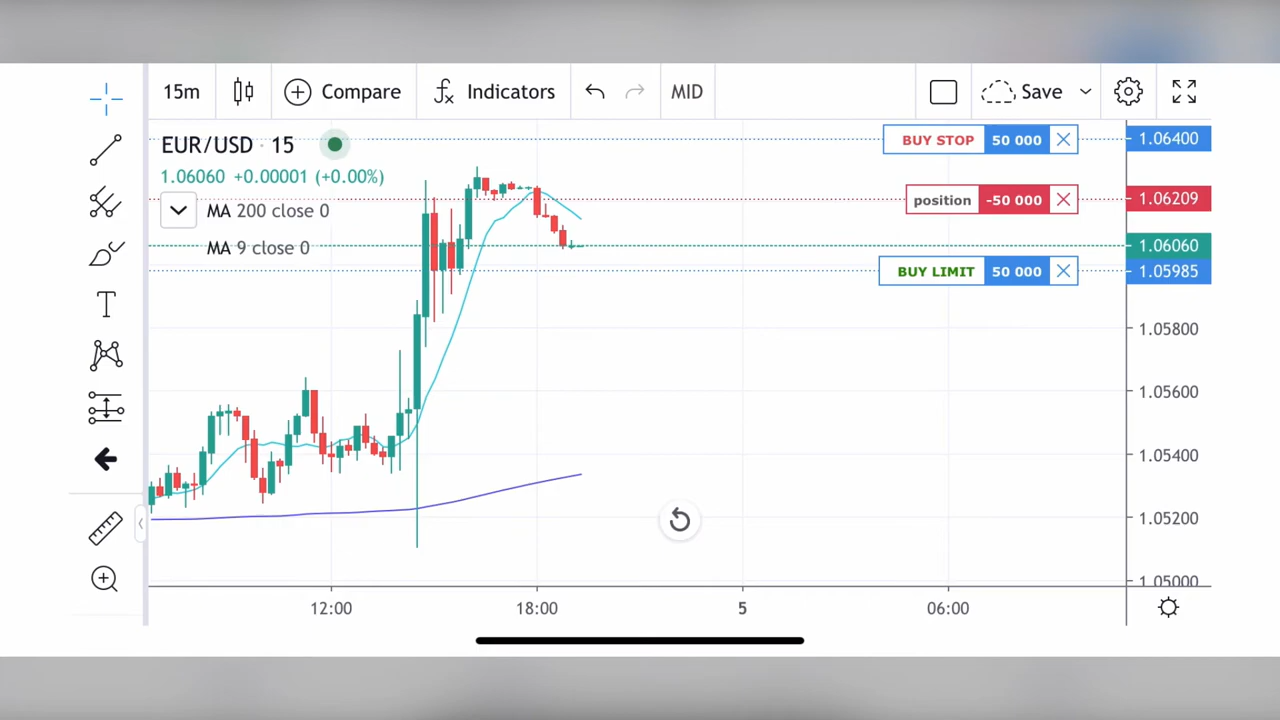 15m
Compare
Indicators
MID
Save
EUR/USD · 15
1.06060 +0.00001 (+0.00%)
MA 200 close 0
MA 9 close 0
BUY STOP 50 000
1.06400
position -50 000
1.06209
1.06060
BUY LIMIT 50 000
1.05985
1.05800
1.05600
1.05400
1.05200
1.05000
12:00 18:00 5 06:00